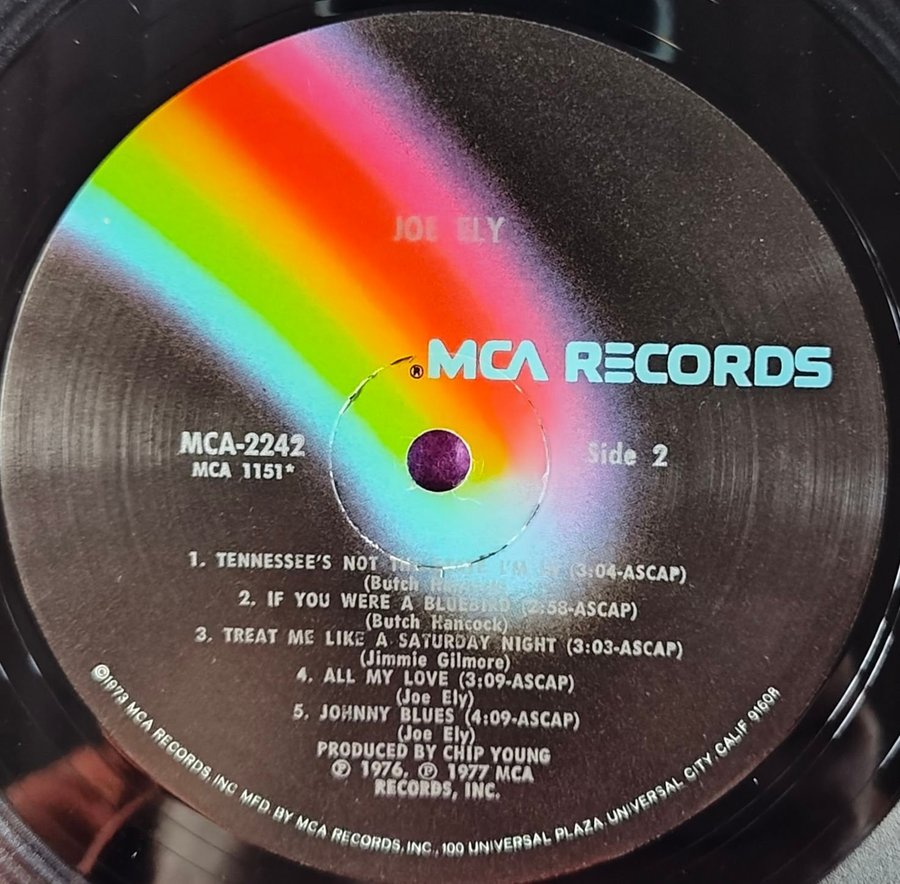 JOE ELY
® MCA RECORDS
MCA-2242
MCA 1151*
Side 2
1. TENNESSEE'S NOT THE I'M IN (3:04-ASCAP)
(Butch Hancock)
2. IF YOU WERE A BLUEBIRD (2:58-ASCAP)
(Butch Hancock)
3. TREAT ME LIKE A SATURDAY NIGHT (3:03-ASCAP)
(Jimmie Gilmore)
4. ALL MY LOVE (3:09-ASCAP)
(Joe Ely)
5. JOHNNY BLUES (4:09-ASCAP)
(Joe Ely)
PRODUCED BY CHIP YOUNG
℗ 1976, ℗ 1977 MCA
RECORDS, INC.
©1973 MCA RECORDS, INC MFD. BY MCA RECORDS, INC., 100 UNIVERSAL PLAZA, UNIVERSAL CITY, CALIF. 91608